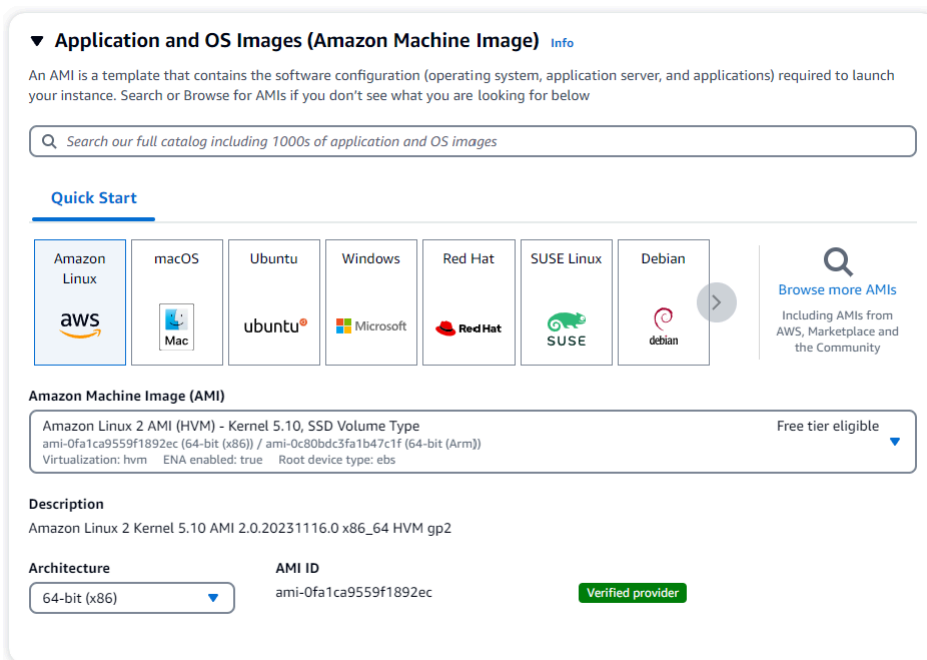 Application and OS Images (Amazon Machine Image) Info
An AMI is a template that contains the software configuration (operating system, application server, and applications) required to launch
your instance. Search or Browse for AMIs if you don't see what you are looking for below
Search our full catalog including 1000s of application and OS images
Quick Start
Amazon
Linux
aws
macOS
Mac
Ubuntu
ubuntu
Windows
Microsoft
Red Hat
Red Hat
SUSE Linux
SUSE
Debian
debian
Browse more AMIs
Including AMIs from
AWS, Marketplace and
the Community
Amazon Machine Image (AMI)
Amazon Linux 2 AMI (HVM) - Kernel 5.10, SSD Volume Type
Free tier eligible
ami-0fa1ca9559f1892ec (64-bit (x86)) / ami-0c80bdc3fa1b47c1f (64-bit (Arm))
Virtualization: hvm ENA enabled: true Root device type: ebs
Description
Amazon Linux 2 Kernel 5.10 AMI 2.0.20231116.0 x86_64 HVM gp2
Architecture
64-bit (x86)
AMI ID
ami-0fa1ca9559f1892ec
Verified provider